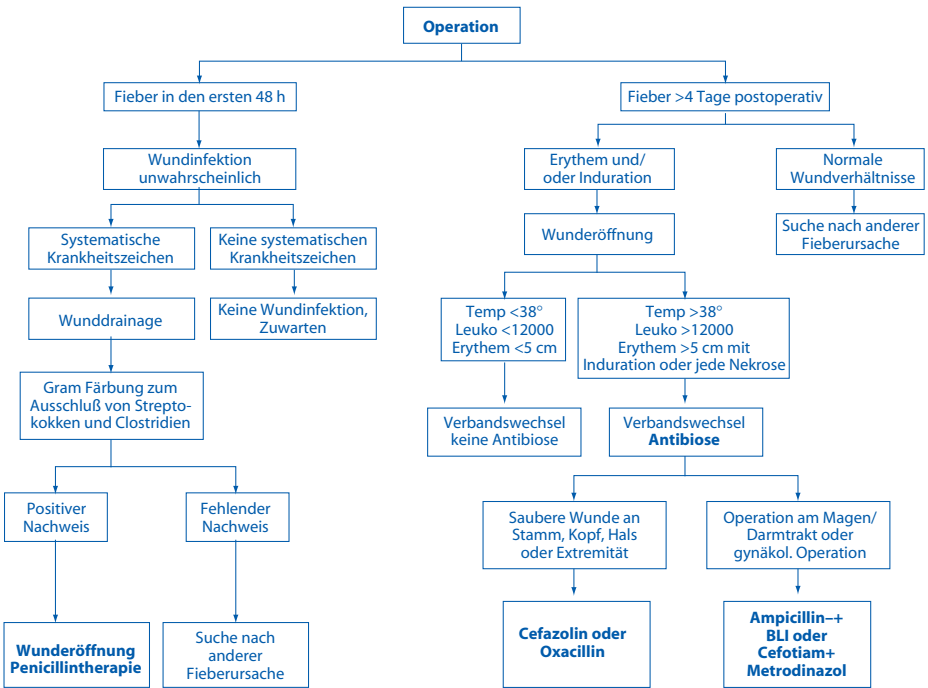 Operation
Fieber in den ersten 48 h
Fieber >4 Tage postoperativ
Wundinfektion
unwahrscheinlich
Erythem und/
oder Induration
Normale
Wundverhältnisse
Systematische
Krankheitszeichen
Keine systematischen
Krankheitszeichen
Wunderöffnung
Suche nach anderer
Fieberursache
Wunddrainage
Keine Wundinfektion,
Zuwarten
Temp <38°
Leuko <12000
Erythem <5 cm
Temp >38°
Leuko >12000
Erythem >5 cm mit
Induration oder jede Nekrose
Gram Färbung zum
Ausschluß von Strepto-
kokken und Clostridien
Verbandswechsel
keine Antibiose
Verbandswechsel
Antibiose
Positiver
Nachweis
Fehlender
Nachweis
Saubere Wunde an
Stamm, Kopf, Hals
oder Extremität
Operation am Magen/
Darmtrakt oder
gynäkol. Operation
Wunderöffnung
Penicillintherapie
Suche nach
anderer
Fieberursache
Cefazolin oder
Oxacillin
Ampicillin–+
BLI oder
Cefotiam+
Metrodinazol